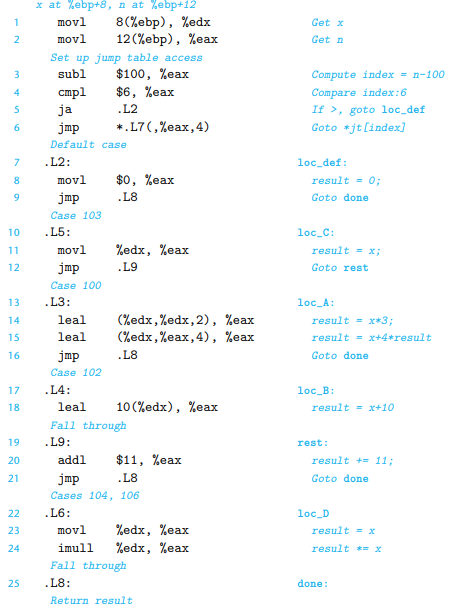 x at %ebp+8, n at %ebp+12
1 movl 8(%ebp), %edx Get x
2 movl 12(%ebp), %eax Get n
Set up jump table access
3 subl $100, %eax Compute index = n-100
4 cmpl $6, %eax Compare index:6
5 ja .L2 If >, goto loc_def
6 jmp *.L7(,%eax,4) Goto *jt[index]
Default case
7 .L2: loc_def:
8 movl $0, %eax result = 0;
9 jmp .L8 Goto done
Case 103
10 .L5: loc_C:
11 movl %edx, %eax result = x;
12 jmp .L9 Goto rest
Case 100
13 .L3: loc_A:
14 leal (%edx,%edx,2), %eax result = x*3;
15 leal (%edx,%eax,4), %eax result = x+4*result
16 jmp .L8 Goto done
Case 102
17 .L4: loc_B:
18 leal 10(%edx), %eax result = x+10
Fall through
19 .L9: rest:
20 addl $11, %eax result += 11;
21 jmp .L8 Goto done
Cases 104, 106
22 .L6: loc_D
23 movl %edx, %eax result = x
24 imull %edx, %eax result *= x
Fall through
25 .L8: done:
Return result